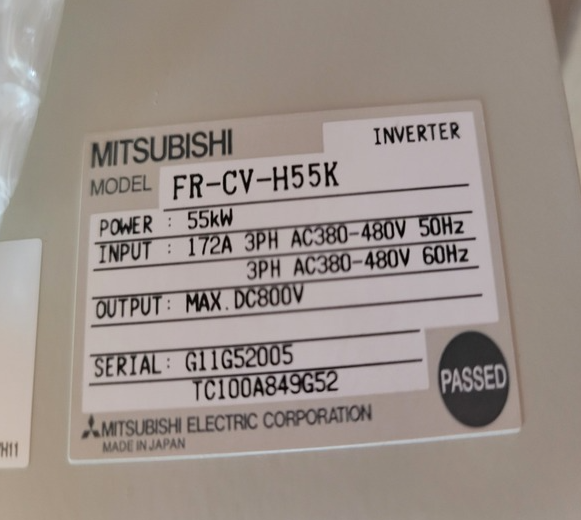 MITSUBISHI
INVERTER
MODEL FR-CV-H55K
POWER : 55kW
INPUT : 172A 3PH AC380-480V 50Hz
3PH AC380-480V 60Hz
OUTPUT: MAX.DC800V
SERIAL: G11G52005
TC100A849G52
PASSED
MITSUBISHI ELECTRIC CORPORATION
MADE IN JAPAN